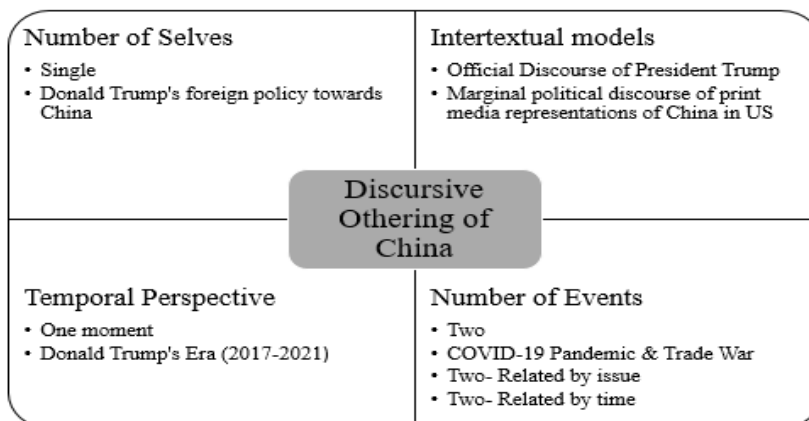 Number of Selves
• Single
• Donald Trump's foreign policy towards
China
Intertextual models
• Official Discourse of President Trump
• Marginal political discourse of print
media representations of China in US
Discursive
Othering of
China
Temporal Perspective
• One moment
• Donald Trump's Era (2017-2021)
Number of Events
• Two
• COVID-19 Pandemic & Trade War
• Two- Related by issue
• Two- Related by time